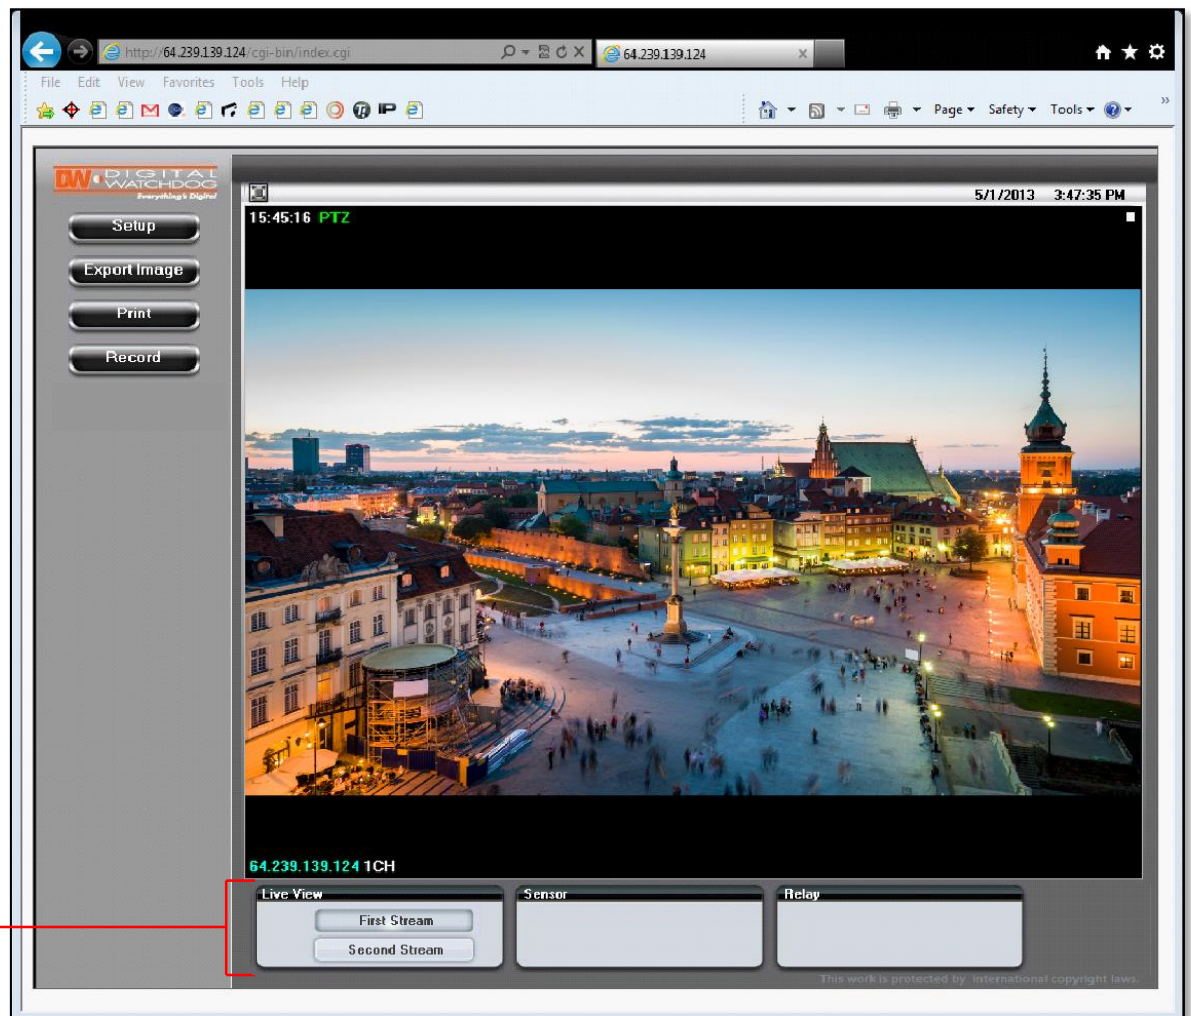 http://64.239.139.124/cgi-bin/index.cgi
64.239.139.124
File Edit View Favorites Tools Help
Page Safety Tools
DIGITAL
WATCHDOG
Everything's Digital
5/1/2013 3:47:35 PM
Setup
Export Image
Print
Record
15:45:16 PTZ
64.239.139.124 1CH
Live View
First Stream
Second Stream
Sensor
Relay
This work is protected by international copyright laws.